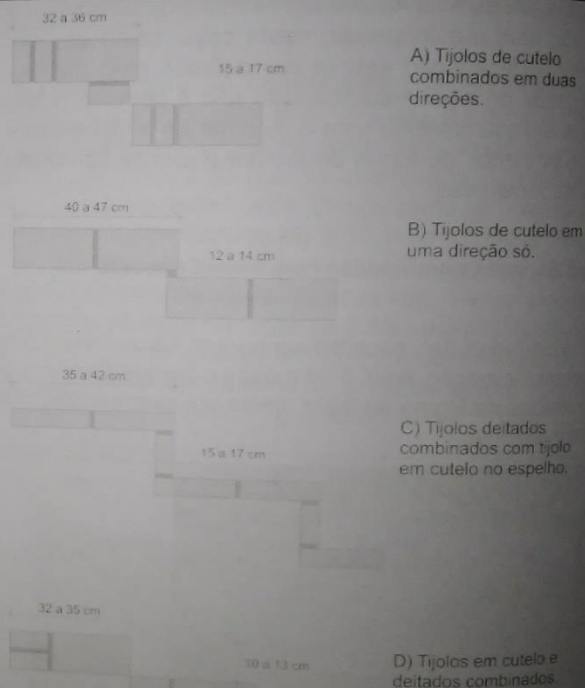 32 a 36 cm
15 a 17 cm
A) Tijolos de cutelo
combinados em duas
direções.
40 a 47 cm
12 a 14 cm
B) Tijolos de cutelo em
uma direção só.
35 a 42 cm
15 a 17 cm
C) Tijolos deitados
combinados com tijolo
em cutelo no espelho.
32 a 35 cm
10 a 13 cm
D) Tijolos em cutelo e
deitados combinados.